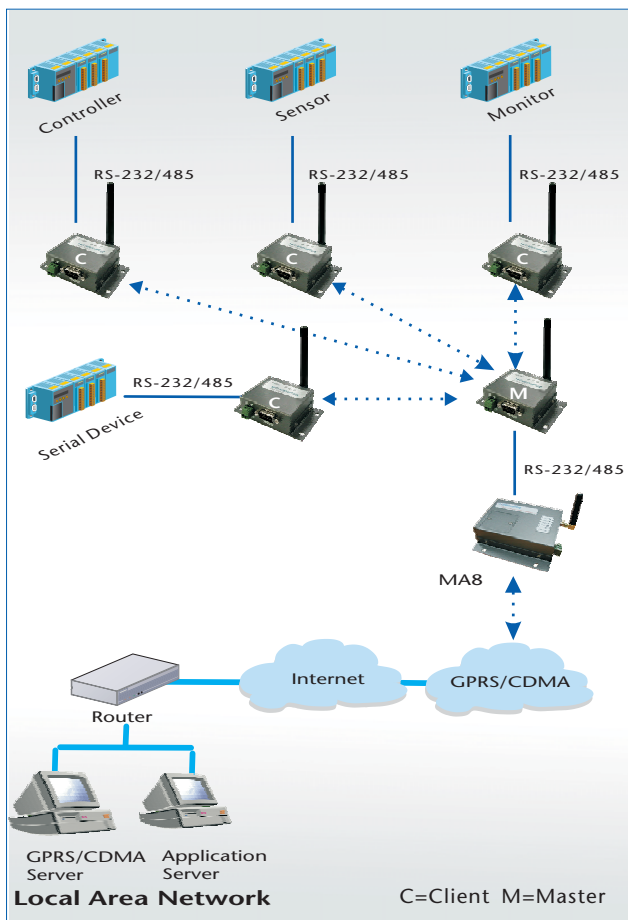 Controller
Sensor
Monitor
RS-232/485
RS-232/485
RS-232/485
C
C
C
Serial Device
RS-232/485
C
M
RS-232/485
MA8
Router
Internet
GPRS/CDMA
GPRS/CDMA
Server
Application
Server
Local Area Network
C=Client M=Master